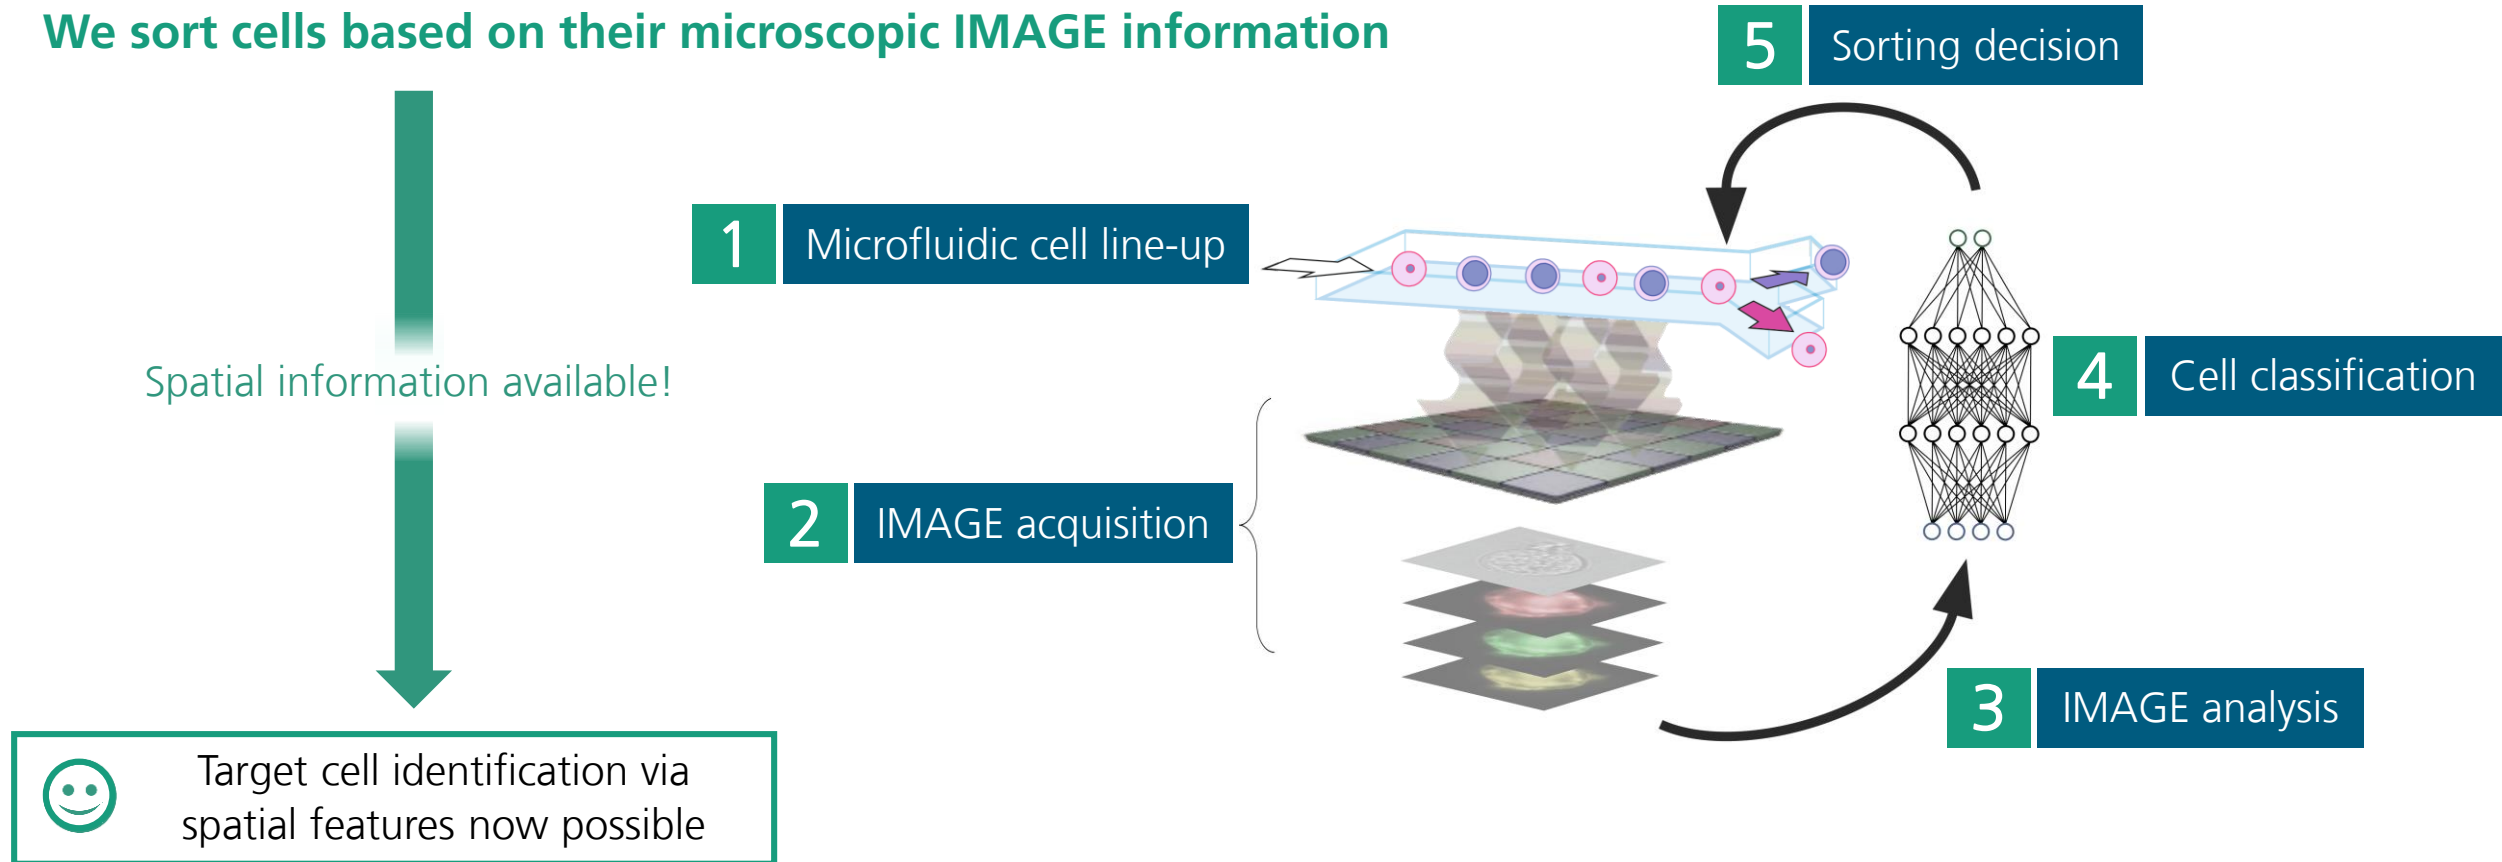 We sort cells based on their microscopic IMAGE information
5 Sorting decision
1 Microfluidic cell line-up
Spatial information available!
4 Cell classification
2 IMAGE acquisition
3 IMAGE analysis
Target cell identification via
spatial features now possible